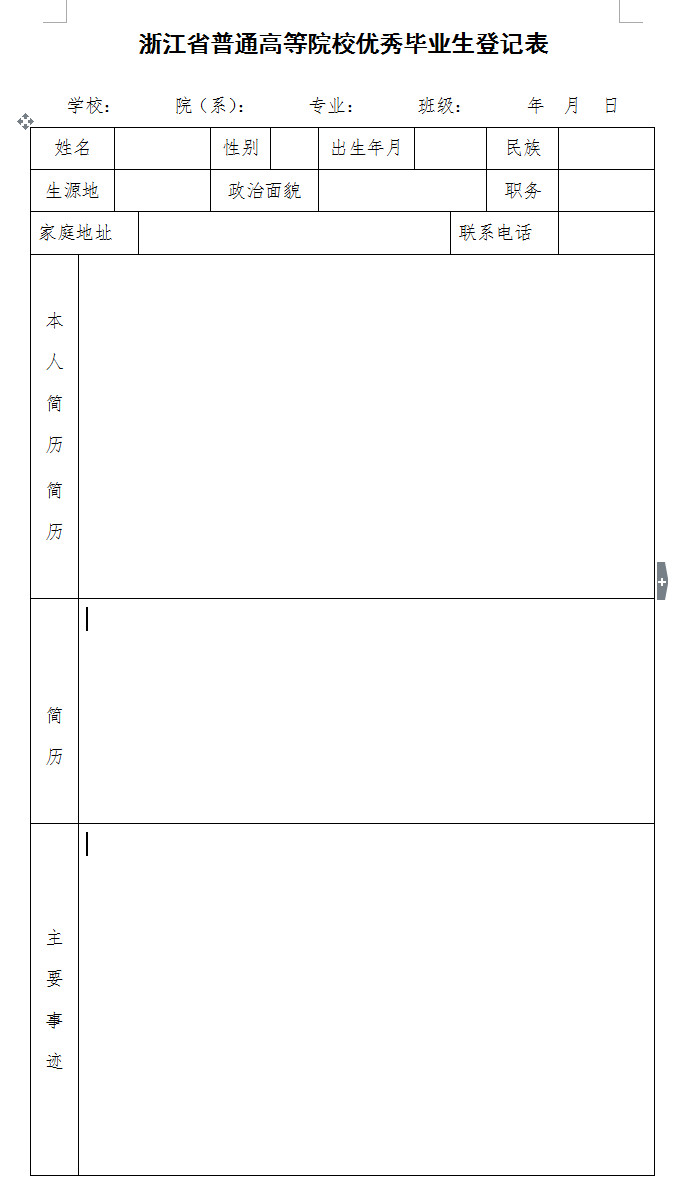 浙江省普通高等院校优秀毕业生登记表
学校： 院（系）： 专业： 班级： 年 月 日
姓名 性别 出生年月 民族
生源地 政治面貌 职务
家庭地址 联系电话
本
人
简
历
简
历
简
历
主
要
事
迹